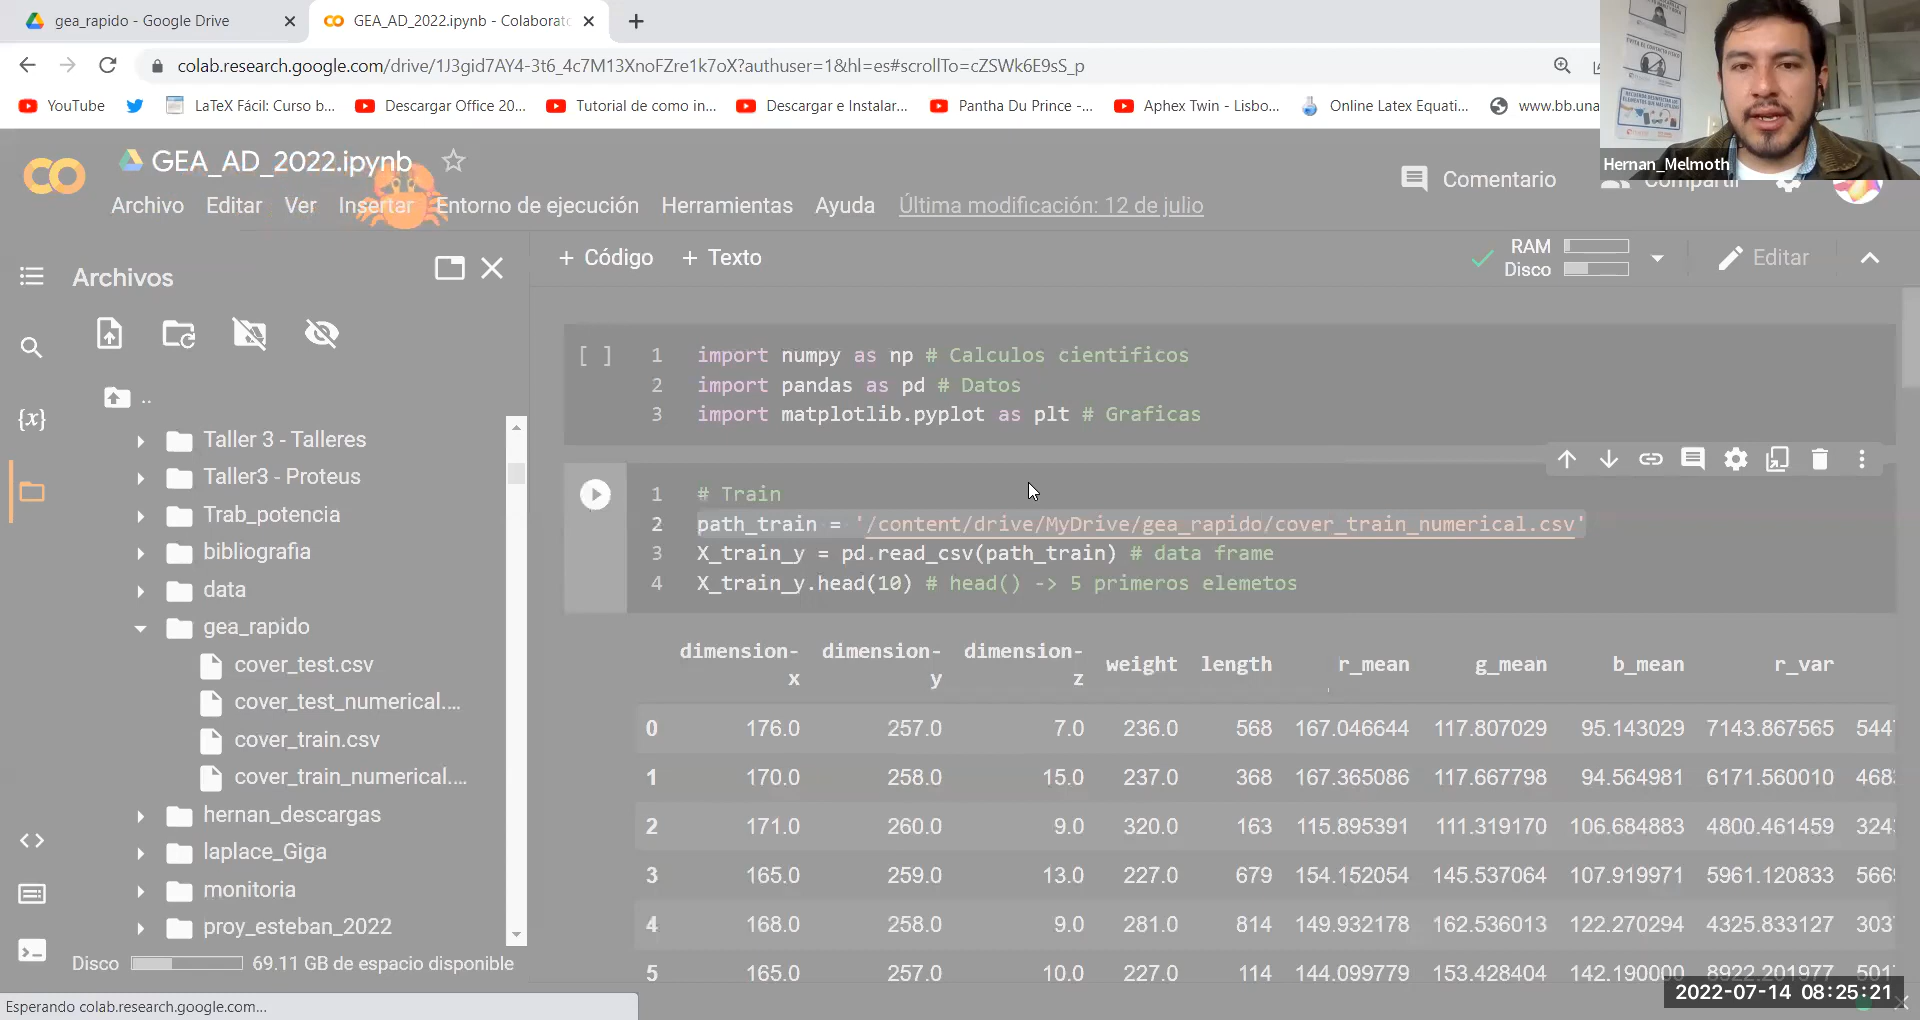 gea_rapido - Google Drive
GEA_AD_2022.ipynb - Colaborato
colab.research.google.com/drive/1J3gid7AY4-3t6_4c7M13XnoFZre1k7oX?authuser=1&hl=es#scrollTo=cZSWk6E9sS_p
YouTube
LaTeX Fácil: Curso b...
Descargar Office 20...
Tutorial de como in...
Descargar e Instalar...
Pantha Du Prince -...
Aphex Twin - Lisbo...
Online Latex Equati...
www.bb.una
Hernan_Melmoth
GEA_AD_2022.ipynb
Comentario
Compartir
Archivo Editar Ver Insertar Entorno de ejecución Herramientas Ayuda Última modificación: 12 de julio
Archivos
+ Código + Texto
RAM
Disco
Editar
..
Taller 3 - Talleres
Taller3 - Proteus
Trab_potencia
bibliografia
data
gea_rapido
cover_test.csv
cover_test_numerical....
cover_train.csv
cover_train_numerical....
hernan_descargas
laplace_Giga
monitoria
proy_esteban_2022
Disco 69.11 GB de espacio disponible
[ ] 1 import numpy as np # Calculos cientificos
2 import pandas as pd # Datos
3 import matplotlib.pyplot as plt # Graficas
1 # Train
2 path_train = '/content/drive/MyDrive/gea_rapido/cover_train_numerical.csv'
3 X_train_y = pd.read_csv(path_train) # data frame
4 X_train_y.head(10) # head() -> 5 primeros elemetos
dimension-x dimension-y dimension-z weight length r_mean g_mean b_mean r_var
0 176.0 257.0 7.0 236.0 568 167.046644 117.807029 95.143029 7143.867565 544
1 170.0 258.0 15.0 237.0 368 167.365086 117.667798 94.564981 6171.560010 468
2 171.0 260.0 9.0 320.0 163 115.895391 111.319170 106.684883 4800.461459 324
3 165.0 259.0 13.0 227.0 679 154.152054 145.537064 107.919971 5961.120833 566
4 168.0 258.0 9.0 281.0 814 149.932178 162.536013 122.270294 4325.833127 303
5 165.0 257.0 10.0 227.0 114 144.099779 153.428404 142.190000 8922.201977 501
Esperando colab.research.google.com...
2022-07-14 08:25:21